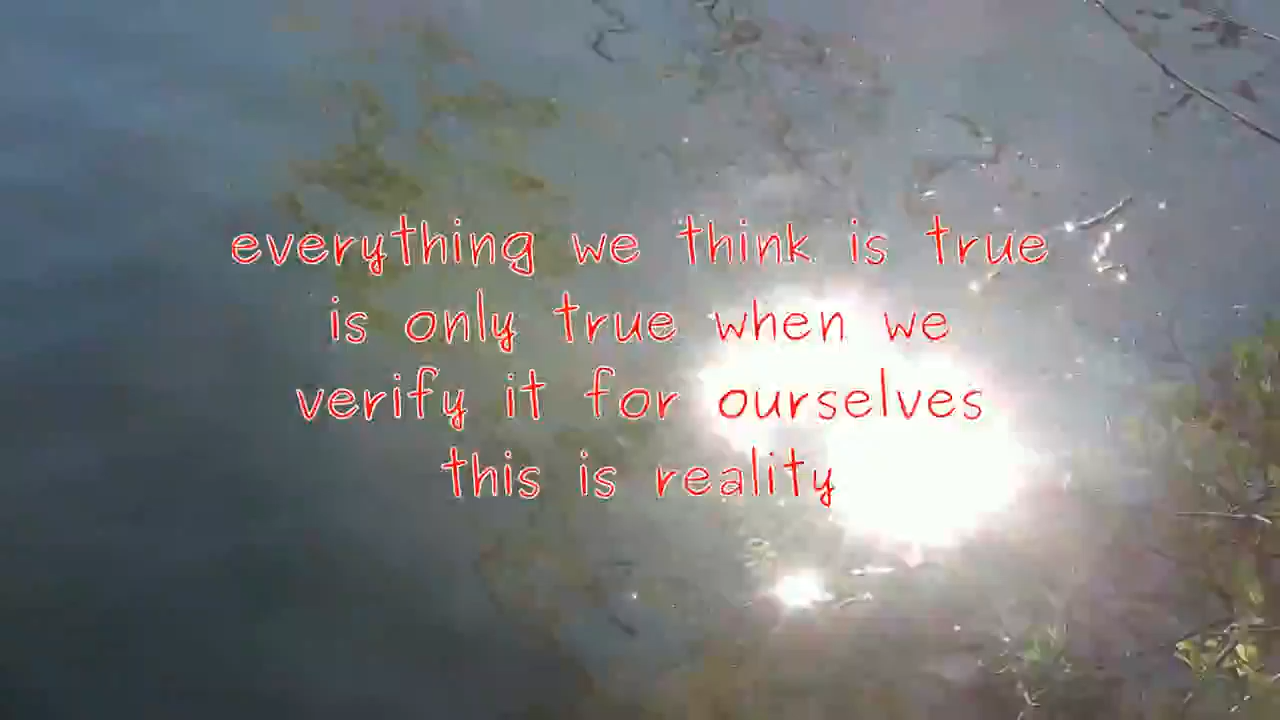 everything we think is true
is only true when we
verify it for ourselves
this is reality